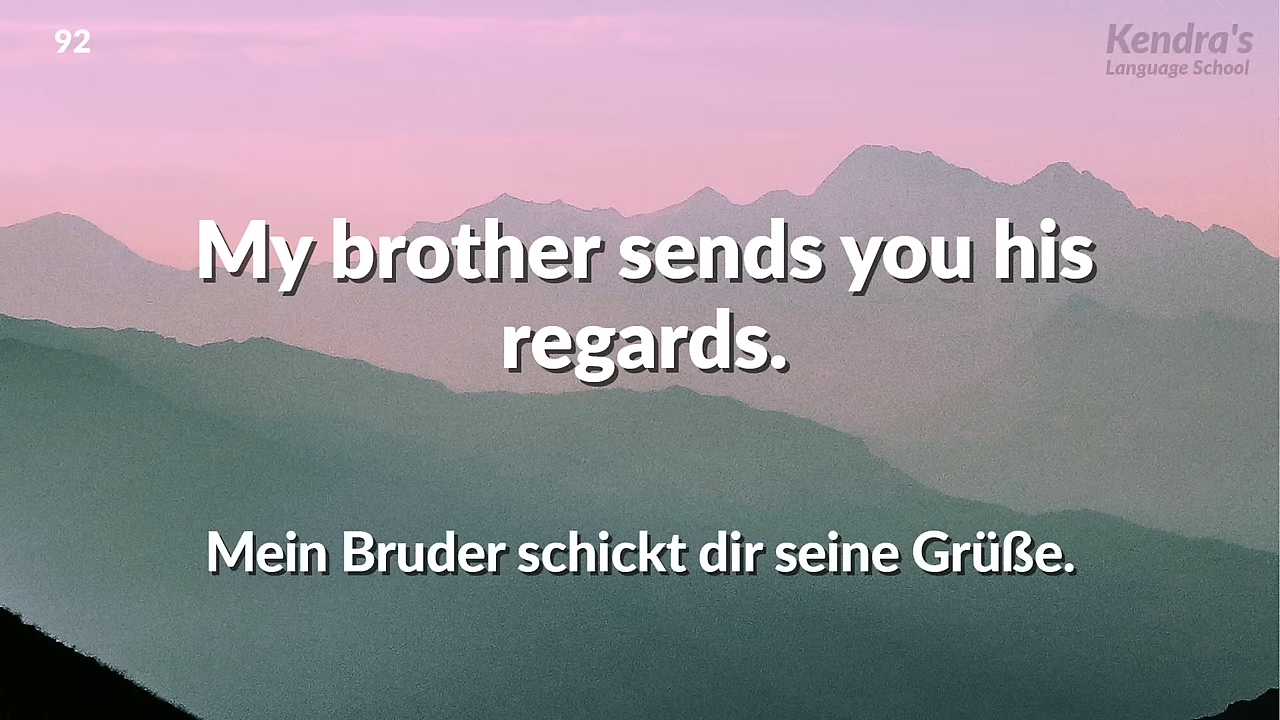 92
Kendra's
Language School
My brother sends you his
regards.
Mein Bruder schickt dir seine Grüße.